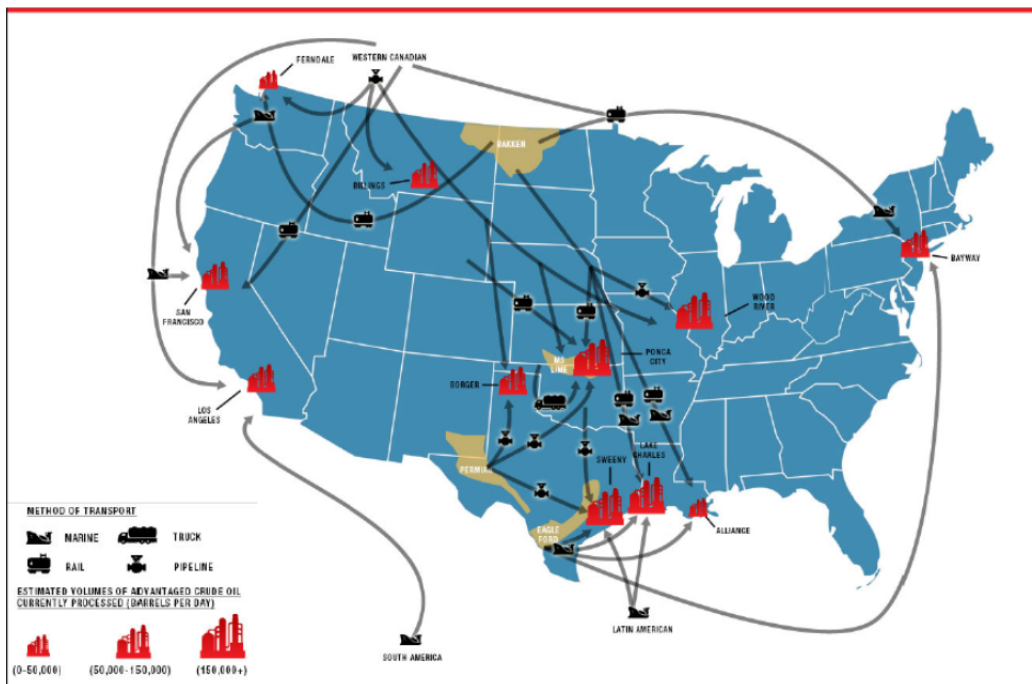 FERNDALE
WESTERN CANADIAN
BAKKEN
BILLINGS
BAYWAY
SAN
FRANCISCO
WOOD
RIVER
MS
LIME
PONCA
CITY
BORGER
LOS
ANGELES
LAKE
CHARLES
SWEENY
PERMIAN
EAGLE
FORD
ALLIANCE
LATIN AMERICAN
SOUTH AMERICA
METHOD OF TRANSPORT
MARINE
TRUCK
RAIL
PIPELINE
ESTIMATED VOLUMES OF ADVANTAGED CRUDE OIL
CURRENTLY PROCESSED (BARRELS PER DAY)
(0-50,000)
(50,000-150,000)
(150,000+)